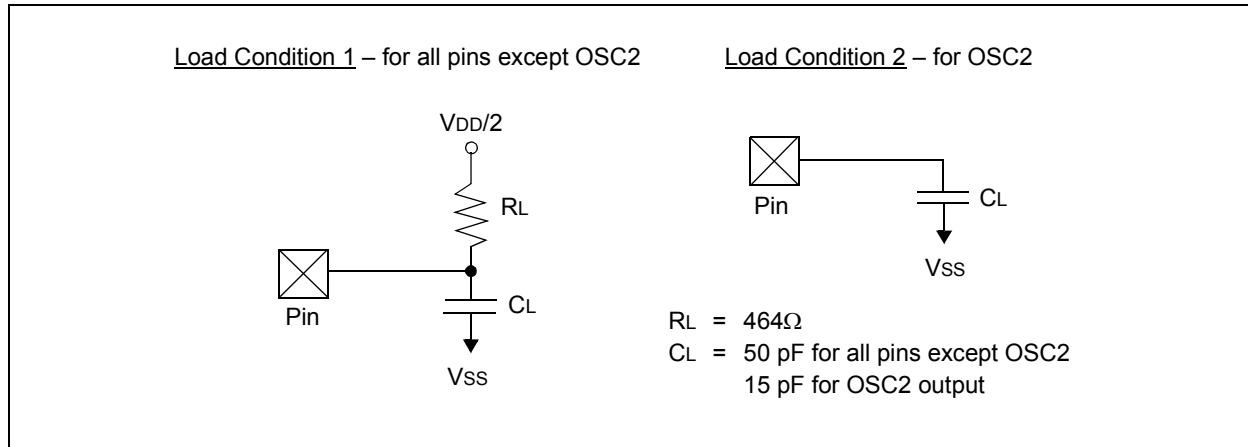 Load Condition 1 – for all pins except OSC2
VDD/2
RL
Pin
CL
VSS
Load Condition 2 – for OSC2
Pin
CL
VSS
RL = 464Ω
CL = 50 pF for all pins except OSC2
15 pF for OSC2 output